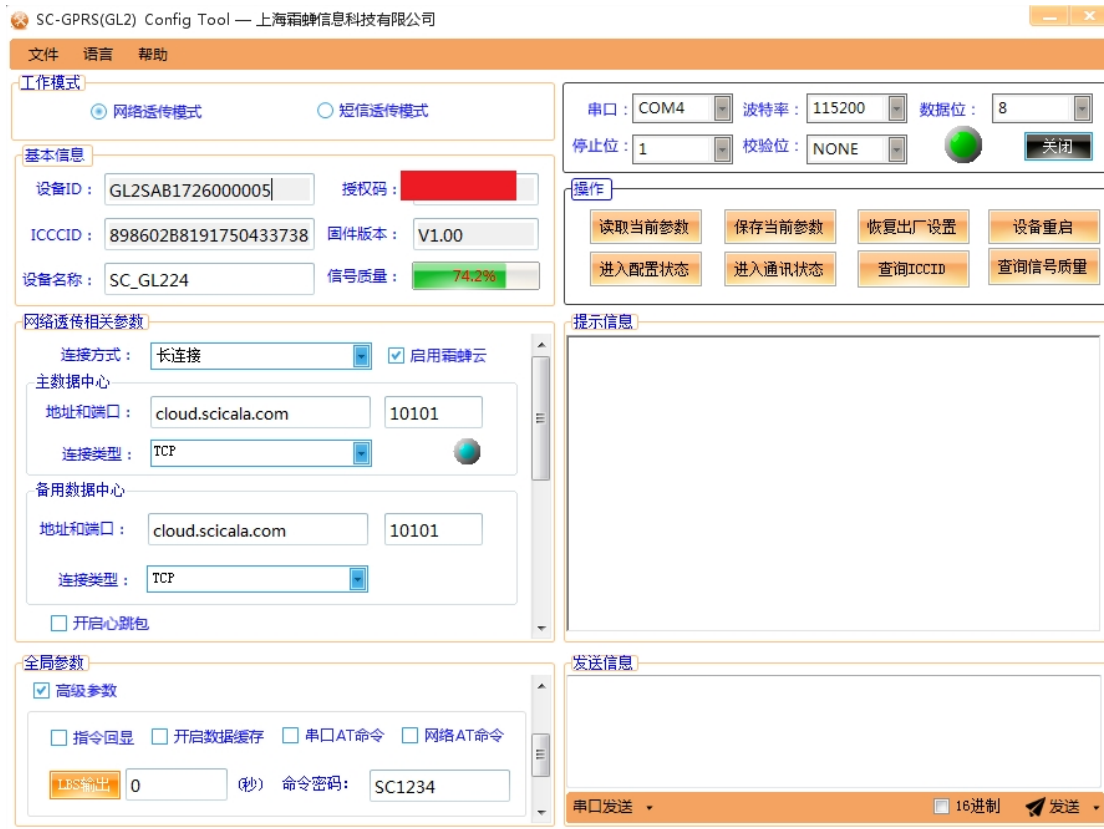 SC-GPRS(GL2) Config Tool — 上海霜蝉信息科技有限公司
文件 语言 帮助
工作模式
网络透传模式 短信透传模式
串口： COM4 波特率： 115200 数据位： 8
停止位： 1 校验位： NONE 关闭
基本信息
设备ID： GL2SAB1726000005 授权码：
ICCCID： 898602B8191750433738 固件版本： V1.00
设备名称： SC_GL224 信号质量： 74.2%
操作
读取当前参数 保存当前参数 恢复出厂设置 设备重启
进入配置状态 进入通讯状态 查询ICCID 查询信号质量
网络透传相关参数
连接方式： 长连接 启用霜蝉云
主数据中心
地址和端口： cloud.scicala.com 10101
连接类型： TCP
备用数据中心
地址和端口： cloud.scicala.com 10101
连接类型： TCP
开启心跳包
提示信息
全局参数
高级参数
指令回显 开启数据缓存 串口AT命令 网络AT命令
LBS输出 0 (秒) 命令密码： SC1234
发送信息
串口发送 16进制 发送